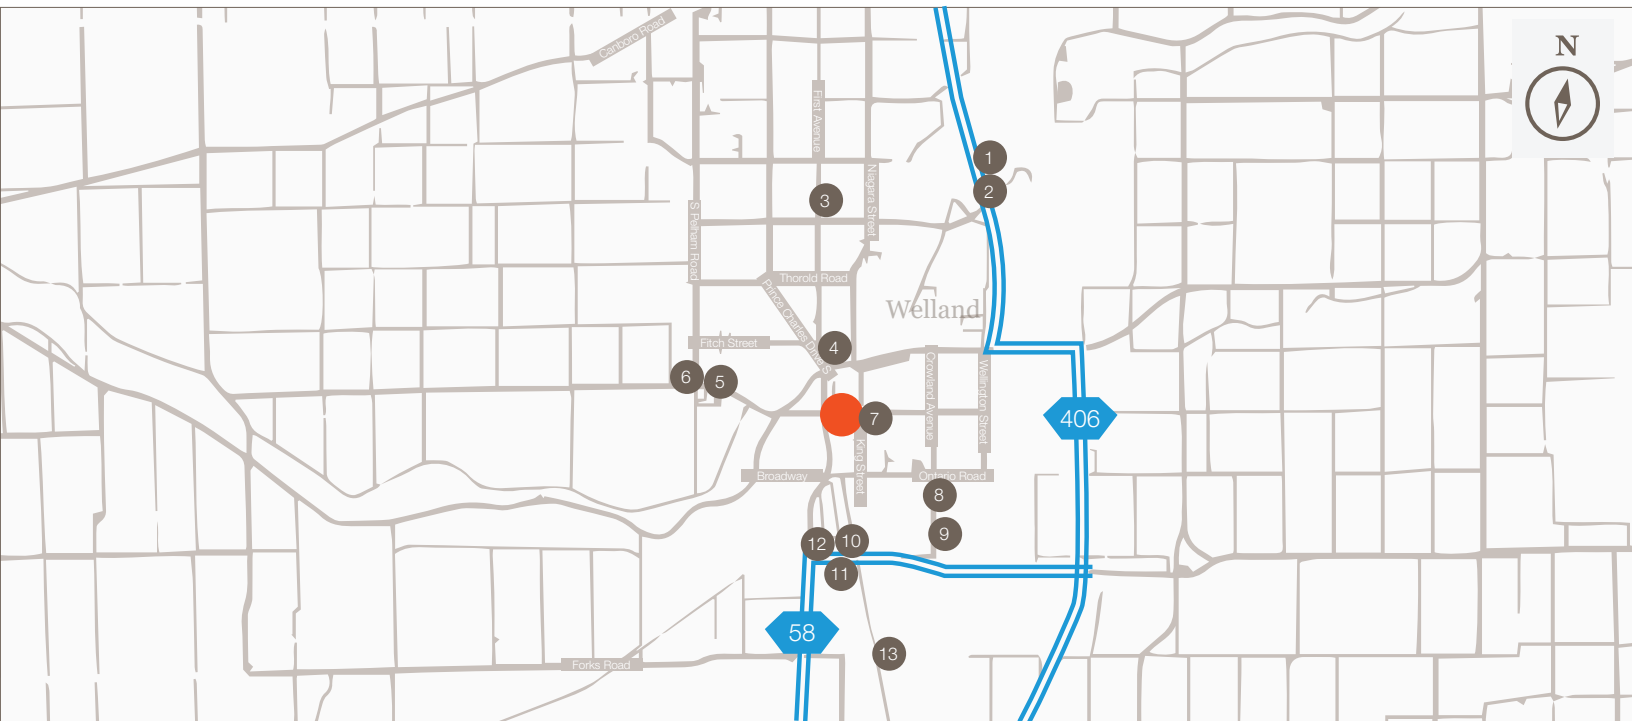 Canboro Road
N
First Avenue
1
Niagara Street
2
3
S Pelham Road
Thorold Road
Prince Charles Drive S
Welland
Fitch Street
4
Crowland Avenue
Wellington Street
6
5
7
406
King Street
Broadway
Ontario Road
8
9
12
10
11
58
13
Forks Road